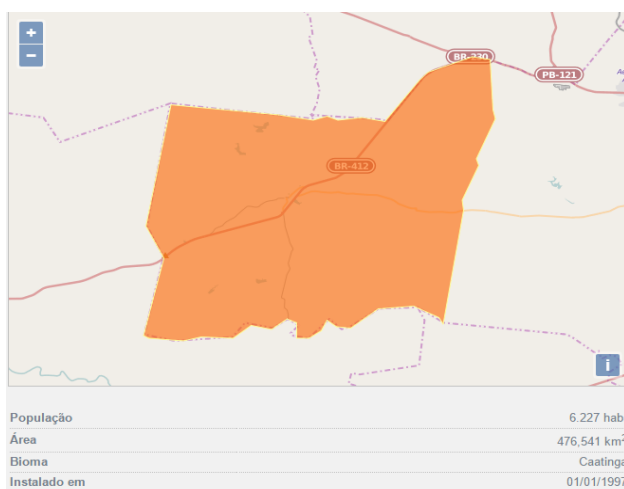 +
−
BR-230
PB-121
BR-412
i
População 6.227 hab
Área 476,541 km²
Bioma Caatinga
Instalado em 01/01/1997